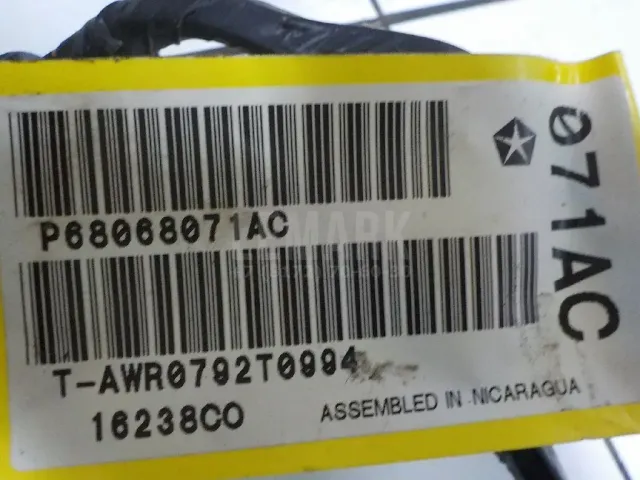 P68068071AC
T-AWR0792T0994
16238CO
ASSEMBLED IN NICARAGUA
071AC